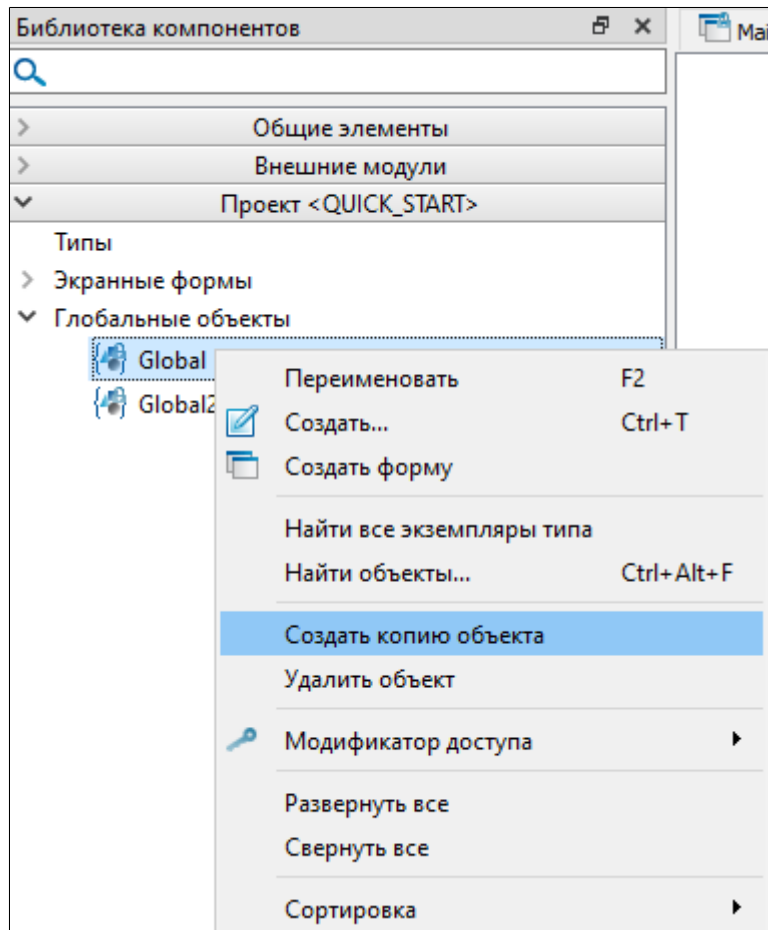 Библиотека компонентов
Mai
Общие элементы
Внешние модули
Проект <QUICK_START>
Типы
Экранные формы
Глобальные объекты
Global
Global2
Переименовать F2
Создать... Ctrl+T
Создать форму
Найти все экземпляры типа
Найти объекты... Ctrl+Alt+F
Создать копию объекта
Удалить объект
Модификатор доступа
Развернуть все
Свернуть все
Сортировка